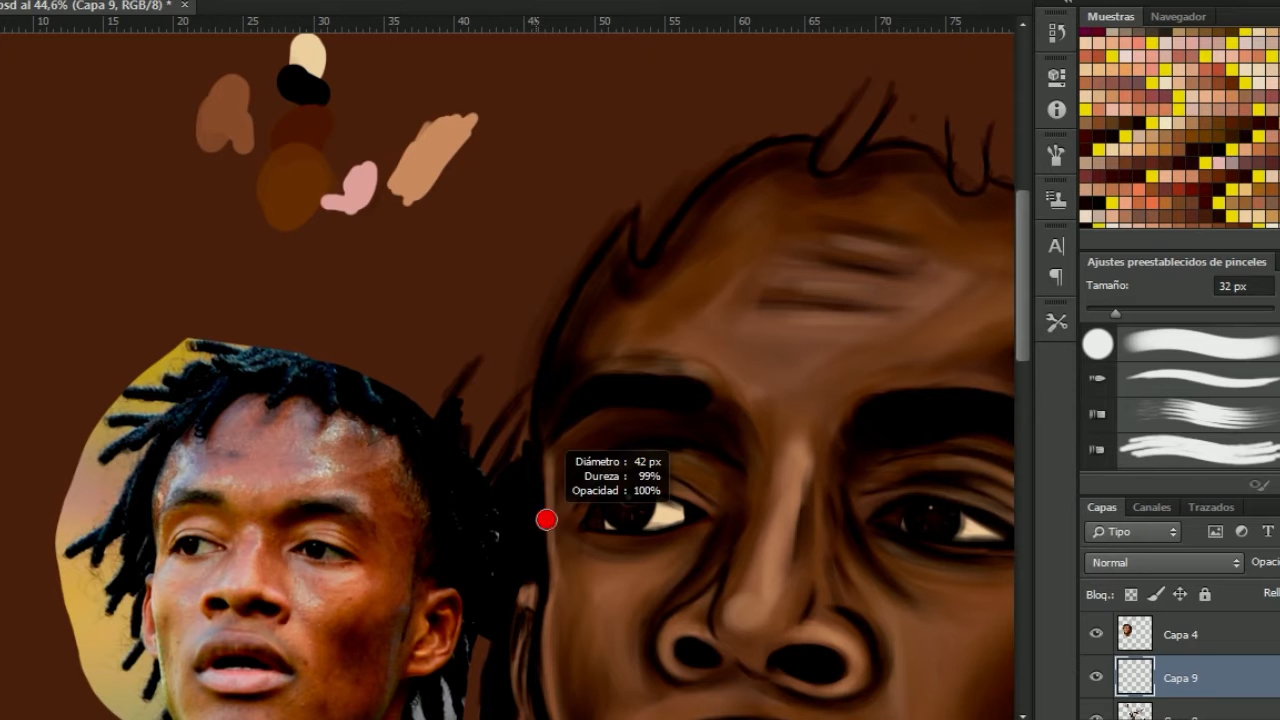 psd al 44,6% (Capa 9, RGB/8) * ×
10 15 20 25 30 35 40 45 50 55 60 65 70 75
Muestras Navegador
Ajustes preestablecidos de pinceles
Tamaño: 32 px
Diámetro : 42 px
Dureza : 99%
Opacidad : 100%
Capas Canales Trazados
Tipo T
Normal Opaci
Bloq.: Rel
Capa 4
Capa 9